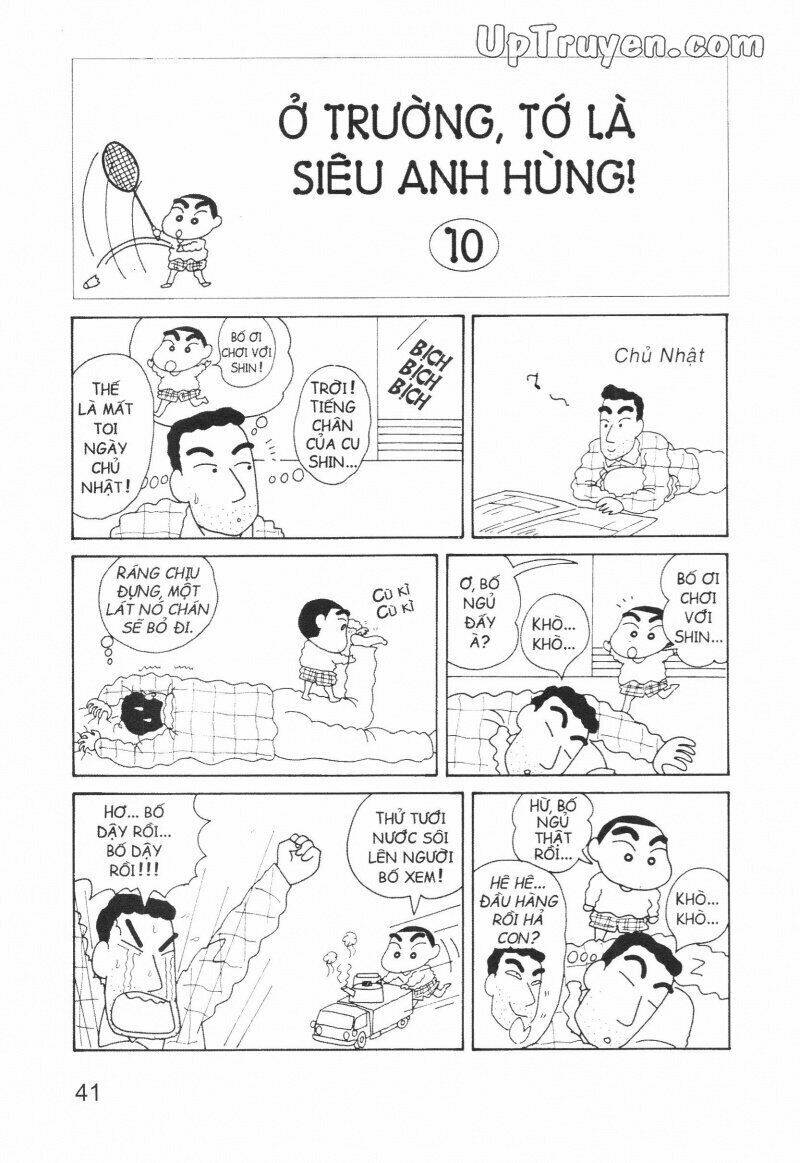 UpTruyen.com
Ở TRƯỜNG, TỚ LÀ
SIÊU ANH HÙNG!
10
Chủ Nhật
BỊCH
BỊCH
BỊCH
TRỜI!
TIẾNG
CHÂN
CỦA CU
SHIN...
BỐ ƠI
CHƠI VỚI
SHIN!
THẾ
LÀ MẤT
TOI
NGÀY
CHỦ
NHẬT!
BỐ ƠI
CHƠI
VỚI
SHIN...
Ơ, BỐ
NGỦ
ĐẤY
À?
KHÒ...
KHÒ...
CÙ KÌ
CÙ KÌ
RÁNG CHỊU
ĐỰNG, MỘT
LÁT NÓ CHÁN
SẼ BỎ ĐI.
HỪ, BỐ
NGỦ
THẬT
RỒI...
KHÒ...
KHÒ...
HÊ HÊ...
ĐẦU HÀNG
RỒI HẢ
CON?
THỬ TƯỚI
NƯỚC SÔI
LÊN NGƯỜI
BỐ XEM!
HƠ... BỐ
DẬY RỒI...
BỐ DẬY
RỒI!!!
41